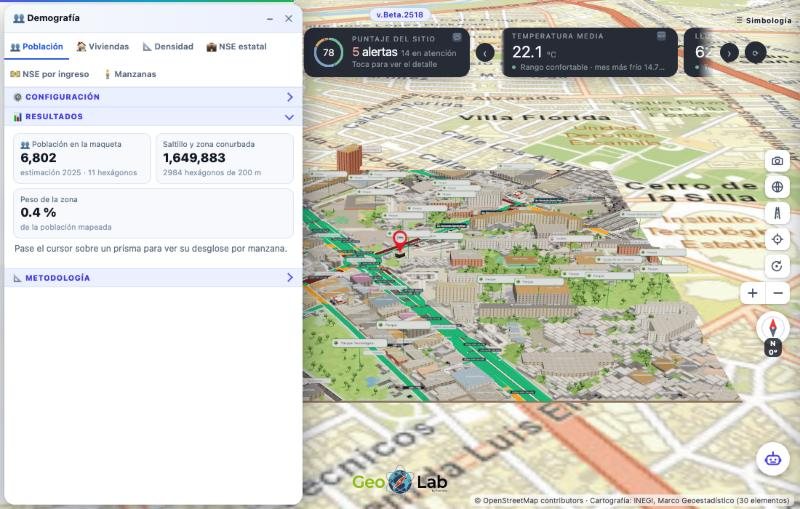 Demografía
Población
Viviendas
Densidad
NSE estatal
NSE por ingreso
Manzanas
CONFIGURACIÓN
RESULTADOS
Población en la maqueta
6,802
estimación 2025 · 11 hexágonos
Saltillo y zona conurbada
1,649,883
2984 hexágonos de 200 m
Peso de la zona
0.4 %
de la población mapeada
Pase el cursor sobre un prisma para ver su desglose por manzana.
METODOLOGÍA
v.Beta.2518
Simbología
78
PUNTAJE DEL SITIO
5 alertas 14 en atención
Toca para ver el detalle
TEMPERATURA MEDIA
22.1 °C
Rango confortable · mes más frío 14.7...
Villa Florida
Cerro de
la Silla
Parque Tecnológico
N
0°
GeoLab
© OpenStreetMap contributors · Cartografía: INEGI, Marco Geoestadístico (30 elementos)